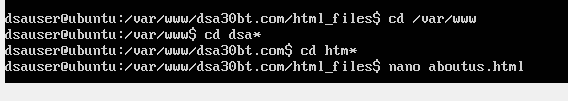 dsauser@ubuntu:/var/www/dsa30bt.com/html_files$ cd /var/www
dsauser@ubuntu:/var/www$ cd dsa*
dsauser@ubuntu:/var/www/dsa30bt.com$ cd htm*
dsauser@ubuntu:/var/www/dsa30bt.com/html_files$ nano aboutus.html